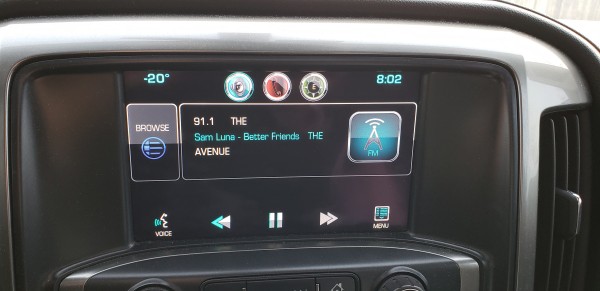 -20° 8:02
BROWSE
91.1 THE
Sam Luna - Better Friends THE
AVENUE
FM
VOICE
MENU